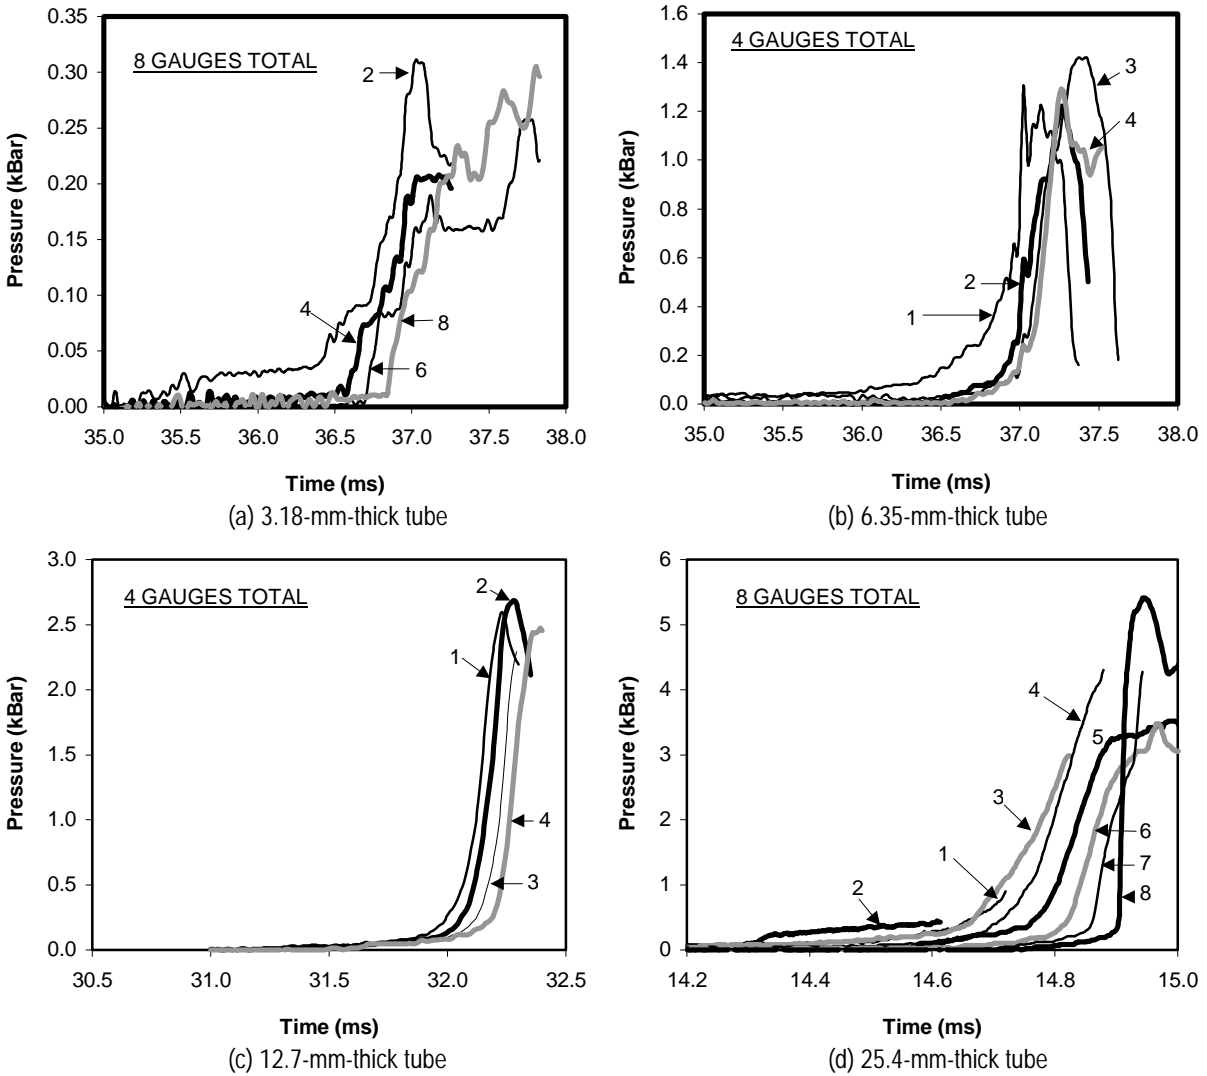 8 GAUGES TOTAL
Pressure (kBar)
0.35
0.30
0.25
0.20
0.15
0.10
0.05
0.00
2
4
8
6
35.0 35.5 36.0 36.5 37.0 37.5 38.0
Time (ms)
(a) 3.18-mm-thick tube
4 GAUGES TOTAL
Pressure (kBar)
1.6
1.4
1.2
1.0
0.8
0.6
0.4
0.2
0.0
3
4
2
1
35.0 35.5 36.0 36.5 37.0 37.5 38.0
Time (ms)
(b) 6.35-mm-thick tube
4 GAUGES TOTAL
Pressure (kBar)
3.0
2.5
2.0
1.5
1.0
0.5
0.0
2
1
4
3
30.5 31.0 31.5 32.0 32.5
Time (ms)
(c) 12.7-mm-thick tube
8 GAUGES TOTAL
Pressure (kBar)
6
5
4
3
2
1
0
4
5
3
6
1
7
2
8
14.2 14.4 14.6 14.8 15.0
Time (ms)
(d) 25.4-mm-thick tube